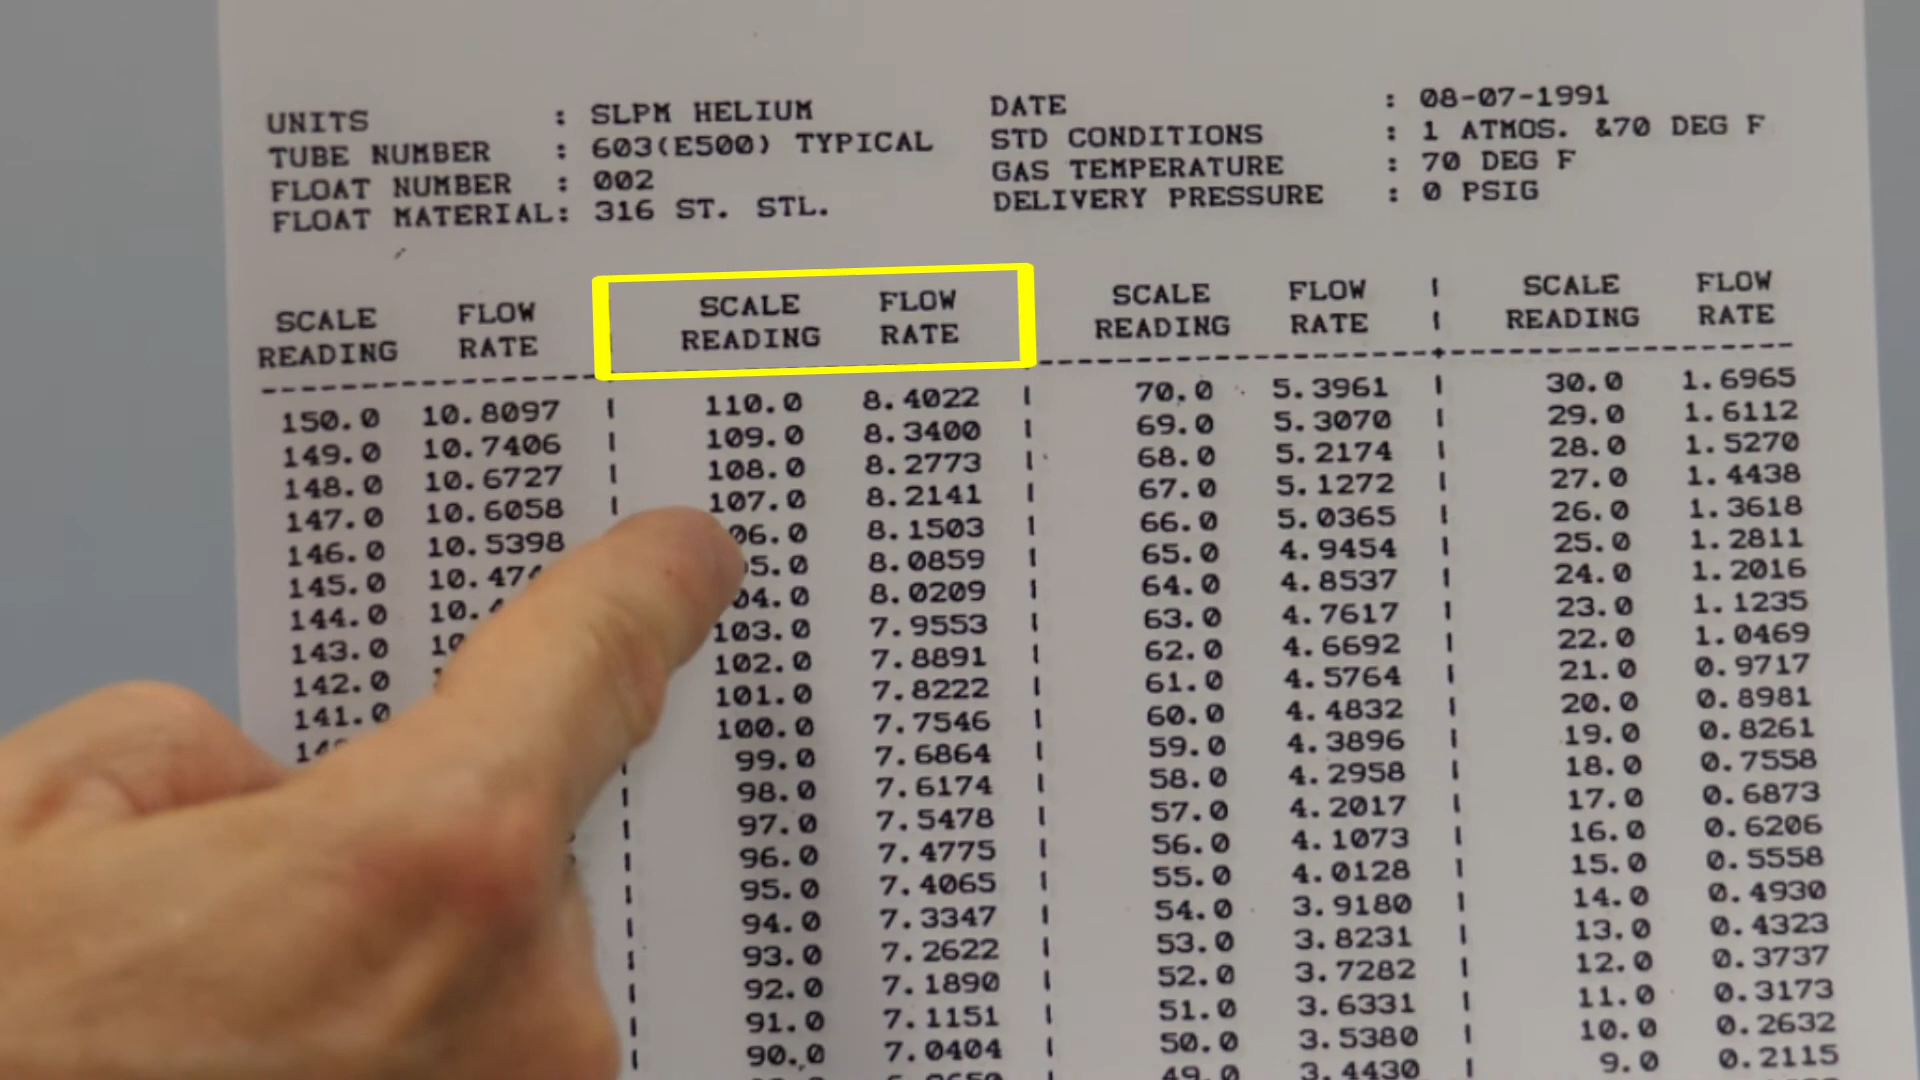 UNITS : SLPM HELIUM DATE : 08-07-1991
TUBE NUMBER : 603(E500) TYPICAL STD CONDITIONS : 1 ATMOS. &70 DEG F
FLOAT NUMBER : 002 GAS TEMPERATURE : 70 DEG F
FLOAT MATERIAL: 316 ST. STL. DELIVERY PRESSURE : 0 PSIG
SCALE FLOW SCALE FLOW SCALE FLOW | SCALE FLOW
READING RATE READING RATE READING RATE | READING RATE
150.0 10.8097 | 110.0 8.4022 | 70.0 5.3961 | 30.0 1.6965
149.0 10.7406 | 109.0 8.3400 | 69.0 5.3070 | 29.0 1.6112
148.0 10.6727 | 108.0 8.2773 | 68.0 5.2174 | 28.0 1.5270
147.0 10.6058 | 107.0 8.2141 | 67.0 5.1272 | 27.0 1.4438
146.0 10.5398 06.0 8.1503 | 66.0 5.0365 | 26.0 1.3618
145.0 10.47 5.0 8.0859 | 65.0 4.9454 | 25.0 1.2811
144.0 10. 04.0 8.0209 | 64.0 4.8537 | 24.0 1.2016
143.0 10 103.0 7.9553 | 63.0 4.7617 | 23.0 1.1235
142.0 102.0 7.8891 | 62.0 4.6692 | 22.0 1.0469
141.0 101.0 7.8222 | 61.0 4.5764 | 21.0 0.9717
100.0 7.7546 | 60.0 4.4832 | 20.0 0.8981
99.0 7.6864 | 59.0 4.3896 | 19.0 0.8261
98.0 7.6174 | 58.0 4.2958 | 18.0 0.7558
97.0 7.5478 | 57.0 4.2017 | 17.0 0.6873
96.0 7.4775 | 56.0 4.1073 | 16.0 0.6206
95.0 7.4065 | 55.0 4.0128 | 15.0 0.5558
94.0 7.3347 | 54.0 3.9180 | 14.0 0.4930
93.0 7.2622 | 53.0 3.8231 | 13.0 0.4323
92.0 7.1890 | 52.0 3.7282 | 12.0 0.3737
91.0 7.1151 | 51.0 3.6331 | 11.0 0.3173
90.0 7.0404 | 50.0 3.5380 | 10.0 0.2632
49.0 3.4430 | 9.0 0.2115